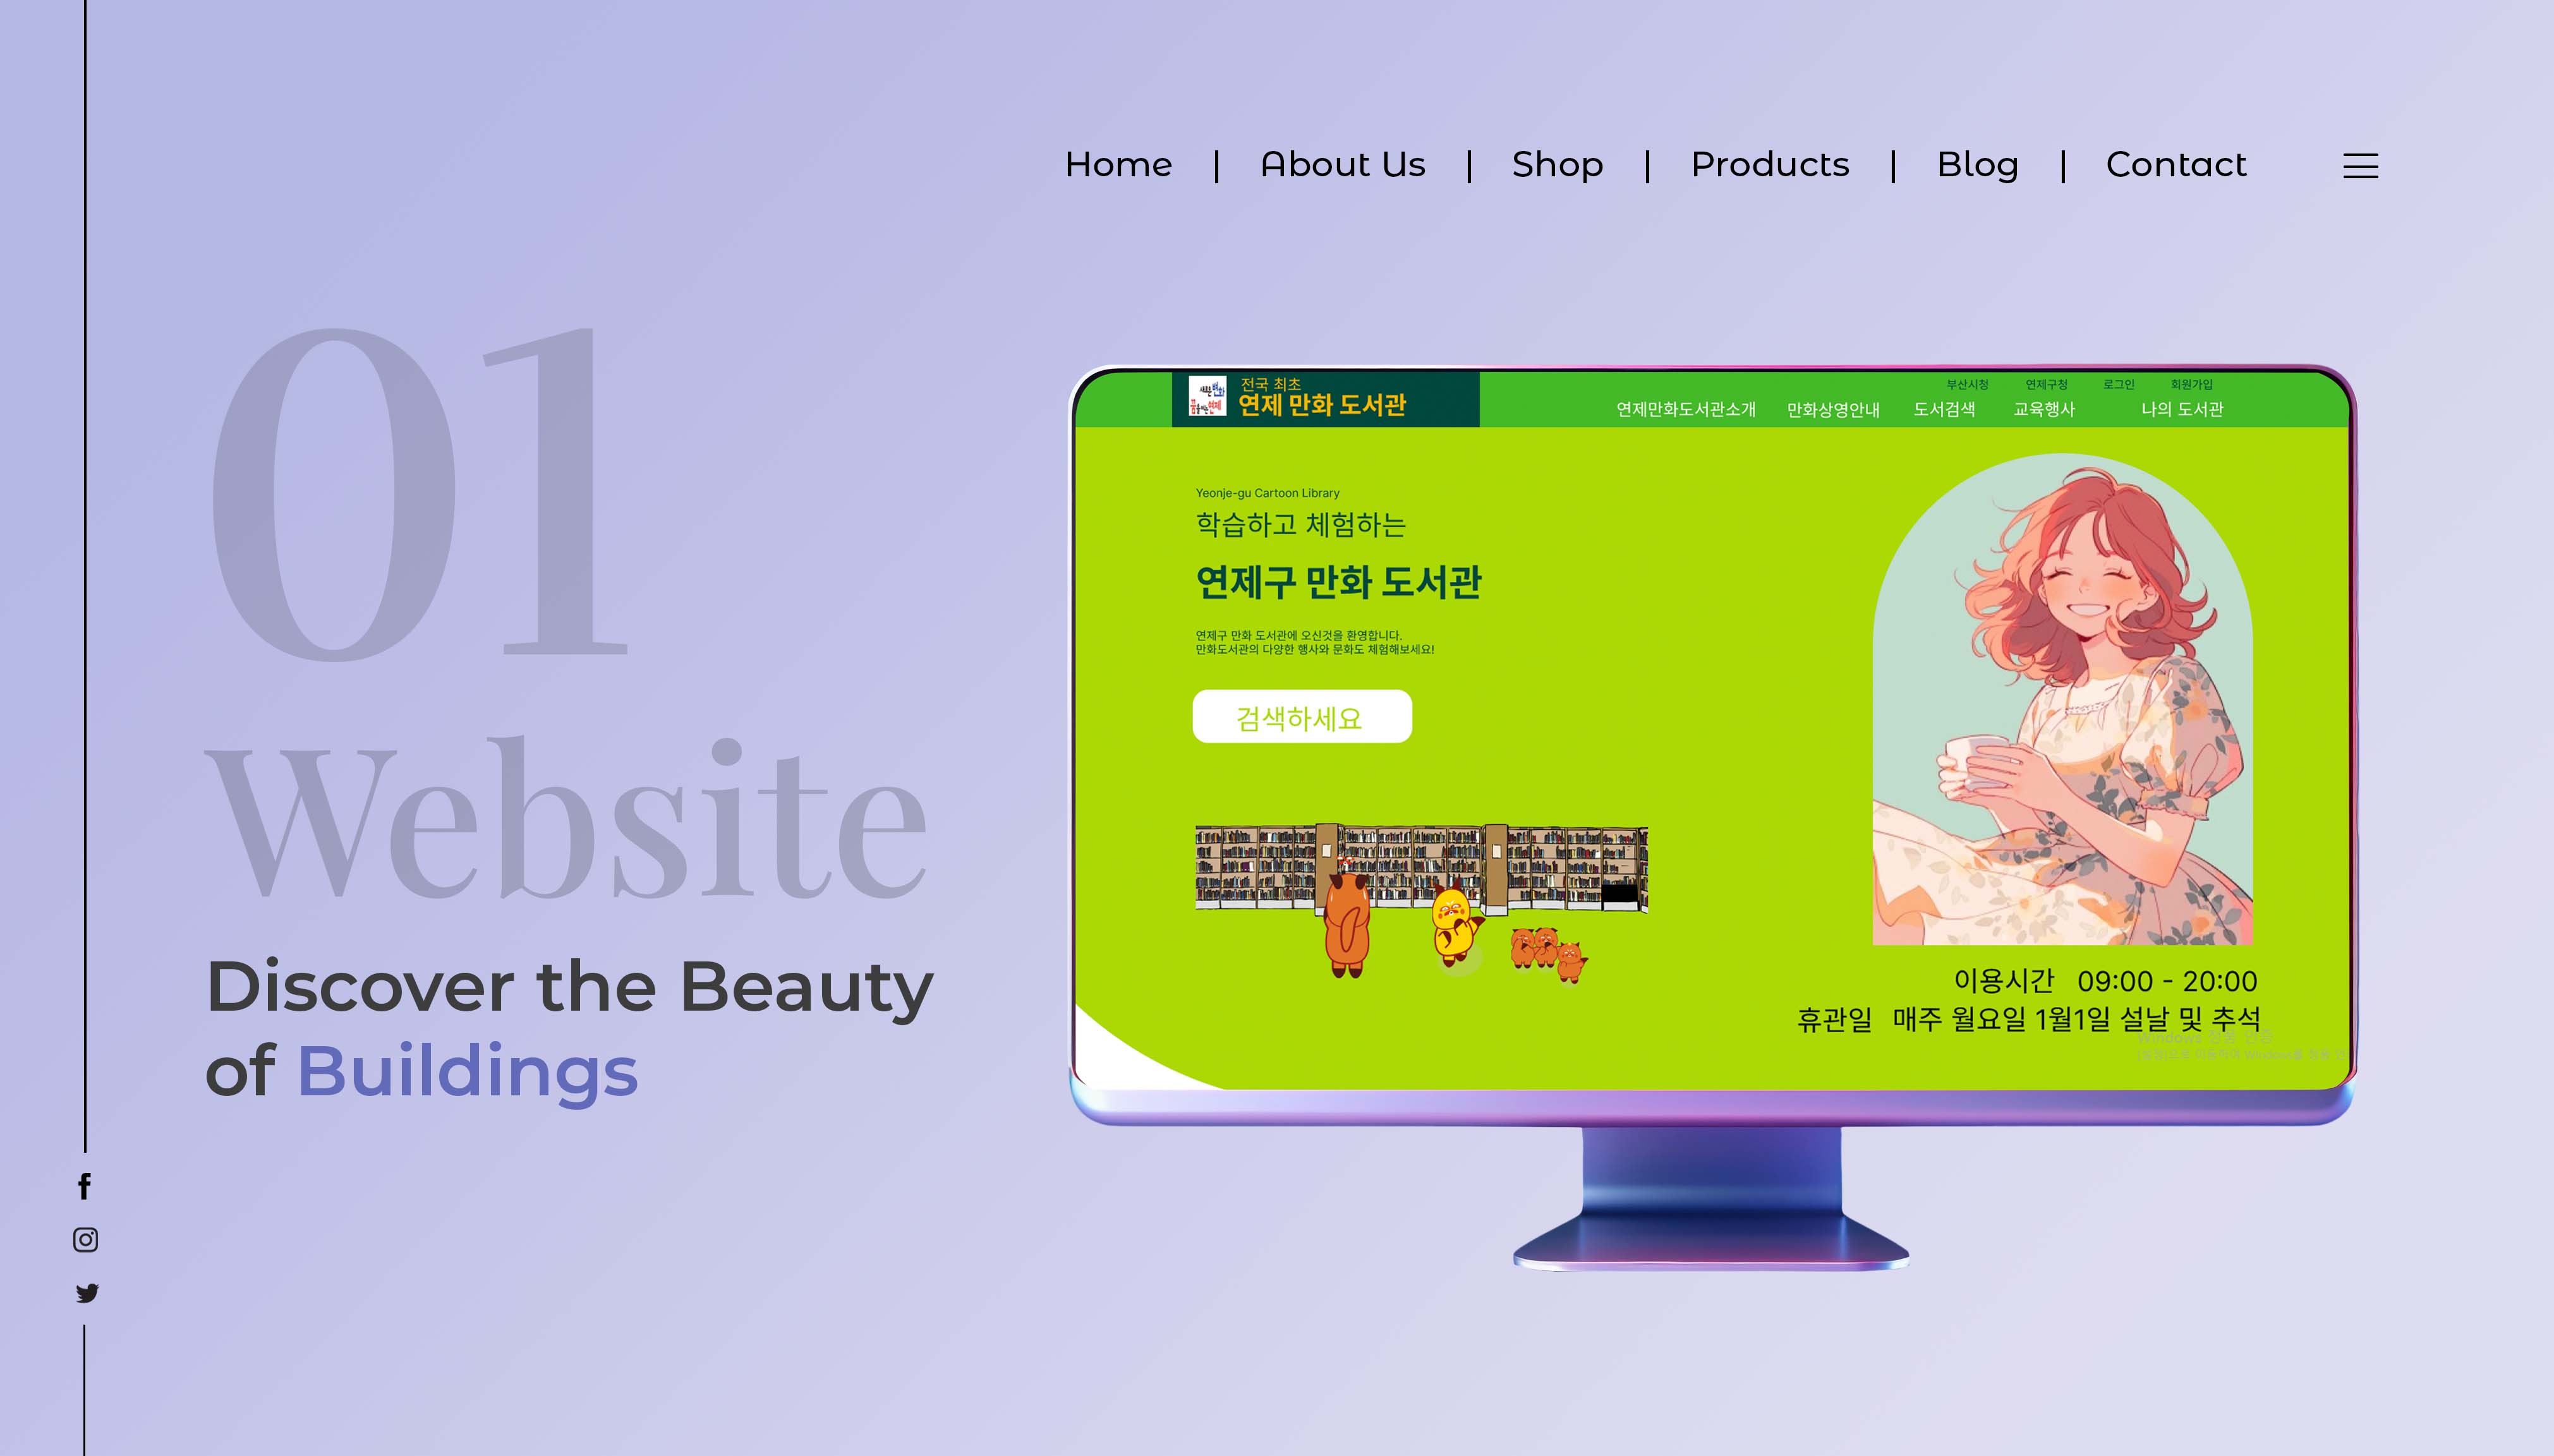 Home | About Us | Shop | Products | Blog | Contact
01
Website
Discover the Beauty
of Buildings
전국 최초
연제 만화 도서관
부산시청 연제구청 로그인 회원가입
연제만화도서관소개 만화상영안내 도서검색 교육행사 나의 도서관
Yeonje-gu Cartoon Library
학습하고 체험하는
연제구 만화 도서관
연제구 만화 도서관에 오신것을 환영합니다.
만화도서관의 다양한 행사와 문화도 체험해보세요!
검색하세요
이용시간 09:00 - 20:00
휴관일 매주 월요일 1월1일 설날 및 추석